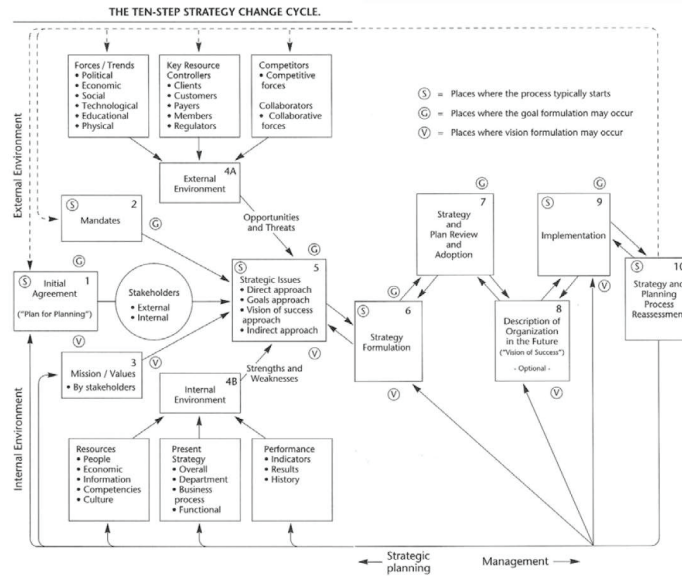 THE TEN-STEP STRATEGY CHANGE CYCLE.
Forces / Trends
• Political
• Economic
• Social
• Technological
• Educational
• Physical
Key Resource
Controllers
• Clients
• Customers
• Payers
• Members
• Regulators
Competitors
• Competitive
forces
Collaborators
• Collaborative
forces
Ⓢ = Places where the process typically starts
Ⓖ = Places where the goal formulation may occur
Ⓥ = Places where vision formulation may occur
External Environment
4A
External
Environment
Ⓢ 2
Mandates
Ⓖ
Opportunities
and Threats
Ⓖ
7
Strategy
and
Plan Review
and
Adoption
Ⓖ
Ⓢ 9
Implementation
Ⓖ
Ⓥ
Ⓢ 10
Strategy and
Planning
Process
Reassessment
Ⓖ
Ⓢ 1
Initial
Agreement
("Plan for Planning")
Ⓥ
Stakeholders
• External
• Internal
Ⓢ 5
Strategic Issues
• Direct approach
• Goals approach
• Vision of success
approach
• Indirect approach
Ⓥ
Ⓖ
Ⓢ 6
Strategy
Formulation
Ⓥ
8
Description of
Organization
in the Future
("Vision of Success")
- Optional -
Ⓥ
3
Mission / Values
• By stakeholders
Ⓥ
Strengths and
Weaknesses
4B
Internal
Environment
Internal Environment
Resources
• People
• Economic
• Information
• Competencies
• Culture
Present
Strategy
• Overall
• Department
• Business
process
• Functional
Performance
• Indicators
• Results
• History
Strategic
planning
Management